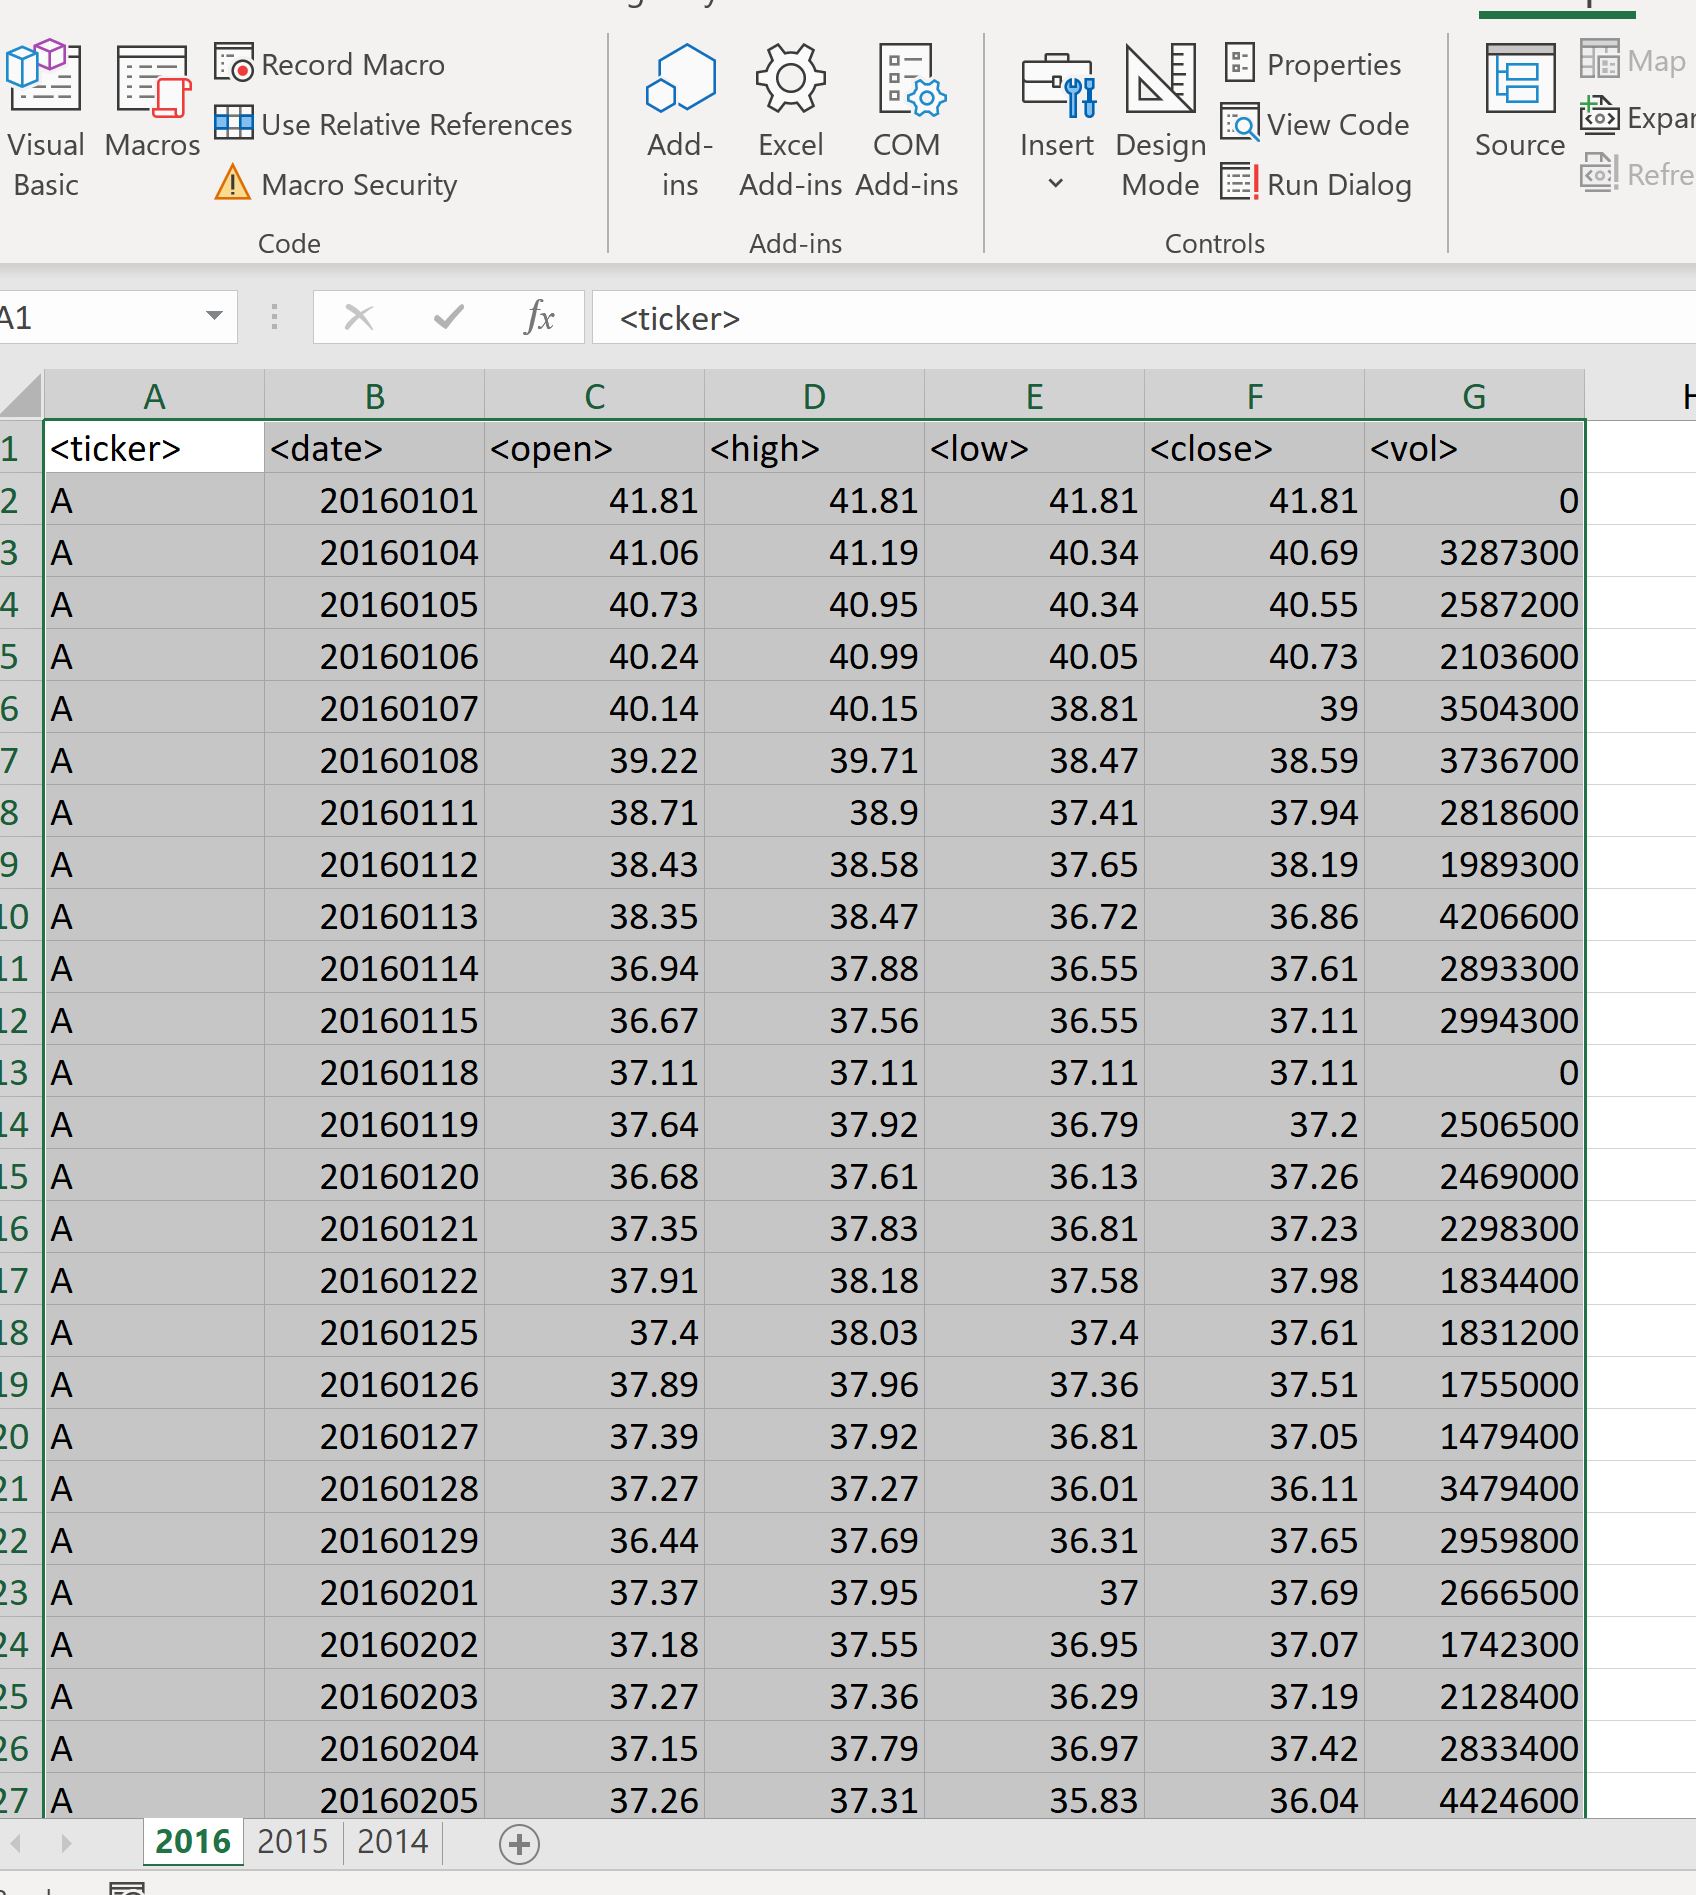 Record Macro
Use Relative References
Macro Security
Visual Basic
Macros
Code
Add-ins
Excel Add-ins
COM Add-ins
Add-ins
Insert
Design Mode
Properties
View Code
Run Dialog
Controls
Source
Map
Expan
Refre
A1 fx <ticker>
A B C D E F G H
1 <ticker> <date> <open> <high> <low> <close> <vol>
2 A 20160101 41.81 41.81 41.81 41.81 0
3 A 20160104 41.06 41.19 40.34 40.69 3287300
4 A 20160105 40.73 40.95 40.34 40.55 2587200
5 A 20160106 40.24 40.99 40.05 40.73 2103600
6 A 20160107 40.14 40.15 38.81 39 3504300
7 A 20160108 39.22 39.71 38.47 38.59 3736700
8 A 20160111 38.71 38.9 37.41 37.94 2818600
9 A 20160112 38.43 38.58 37.65 38.19 1989300
10 A 20160113 38.35 38.47 36.72 36.86 4206600
11 A 20160114 36.94 37.88 36.55 37.61 2893300
12 A 20160115 36.67 37.56 36.55 37.11 2994300
13 A 20160118 37.11 37.11 37.11 37.11 0
14 A 20160119 37.64 37.92 36.79 37.2 2506500
15 A 20160120 36.68 37.61 36.13 37.26 2469000
16 A 20160121 37.35 37.83 36.81 37.23 2298300
17 A 20160122 37.91 38.18 37.58 37.98 1834400
18 A 20160125 37.4 38.03 37.4 37.61 1831200
19 A 20160126 37.89 37.96 37.36 37.51 1755000
20 A 20160127 37.39 37.92 36.81 37.05 1479400
21 A 20160128 37.27 37.27 36.01 36.11 3479400
22 A 20160129 36.44 37.69 36.31 37.65 2959800
23 A 20160201 37.37 37.95 37 37.69 2666500
24 A 20160202 37.18 37.55 36.95 37.07 1742300
25 A 20160203 37.27 37.36 36.29 37.19 2128400
26 A 20160204 37.15 37.79 36.97 37.42 2833400
27 A 20160205 37.26 37.31 35.83 36.04 4424600
2016 2015 2014